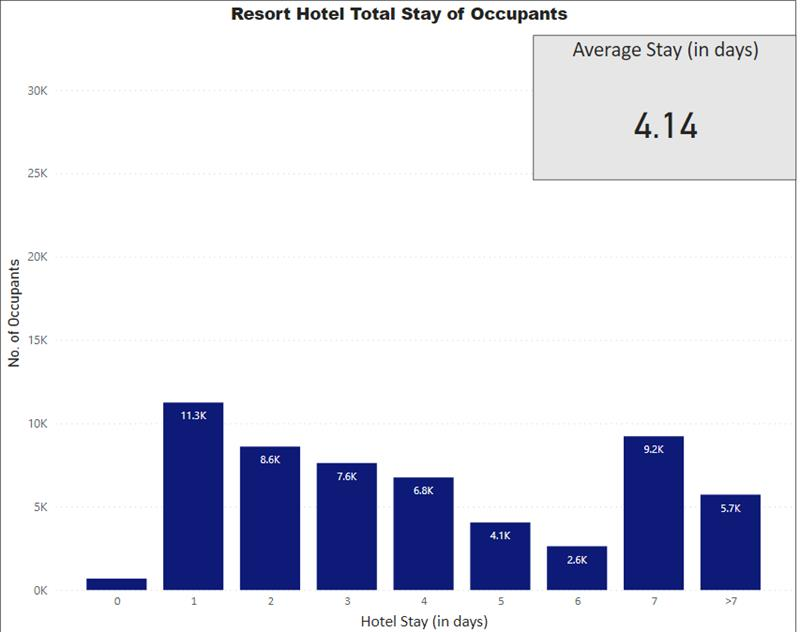 Resort Hotel Total Stay of Occupants
Average Stay (in days)
4.14
30K
25K
20K
15K
10K
5K
0K
No. of Occupants
11.3K
8.6K
7.6K
6.8K
4.1K
2.6K
9.2K
5.7K
0 1 2 3 4 5 6 7 >7
Hotel Stay (in days)